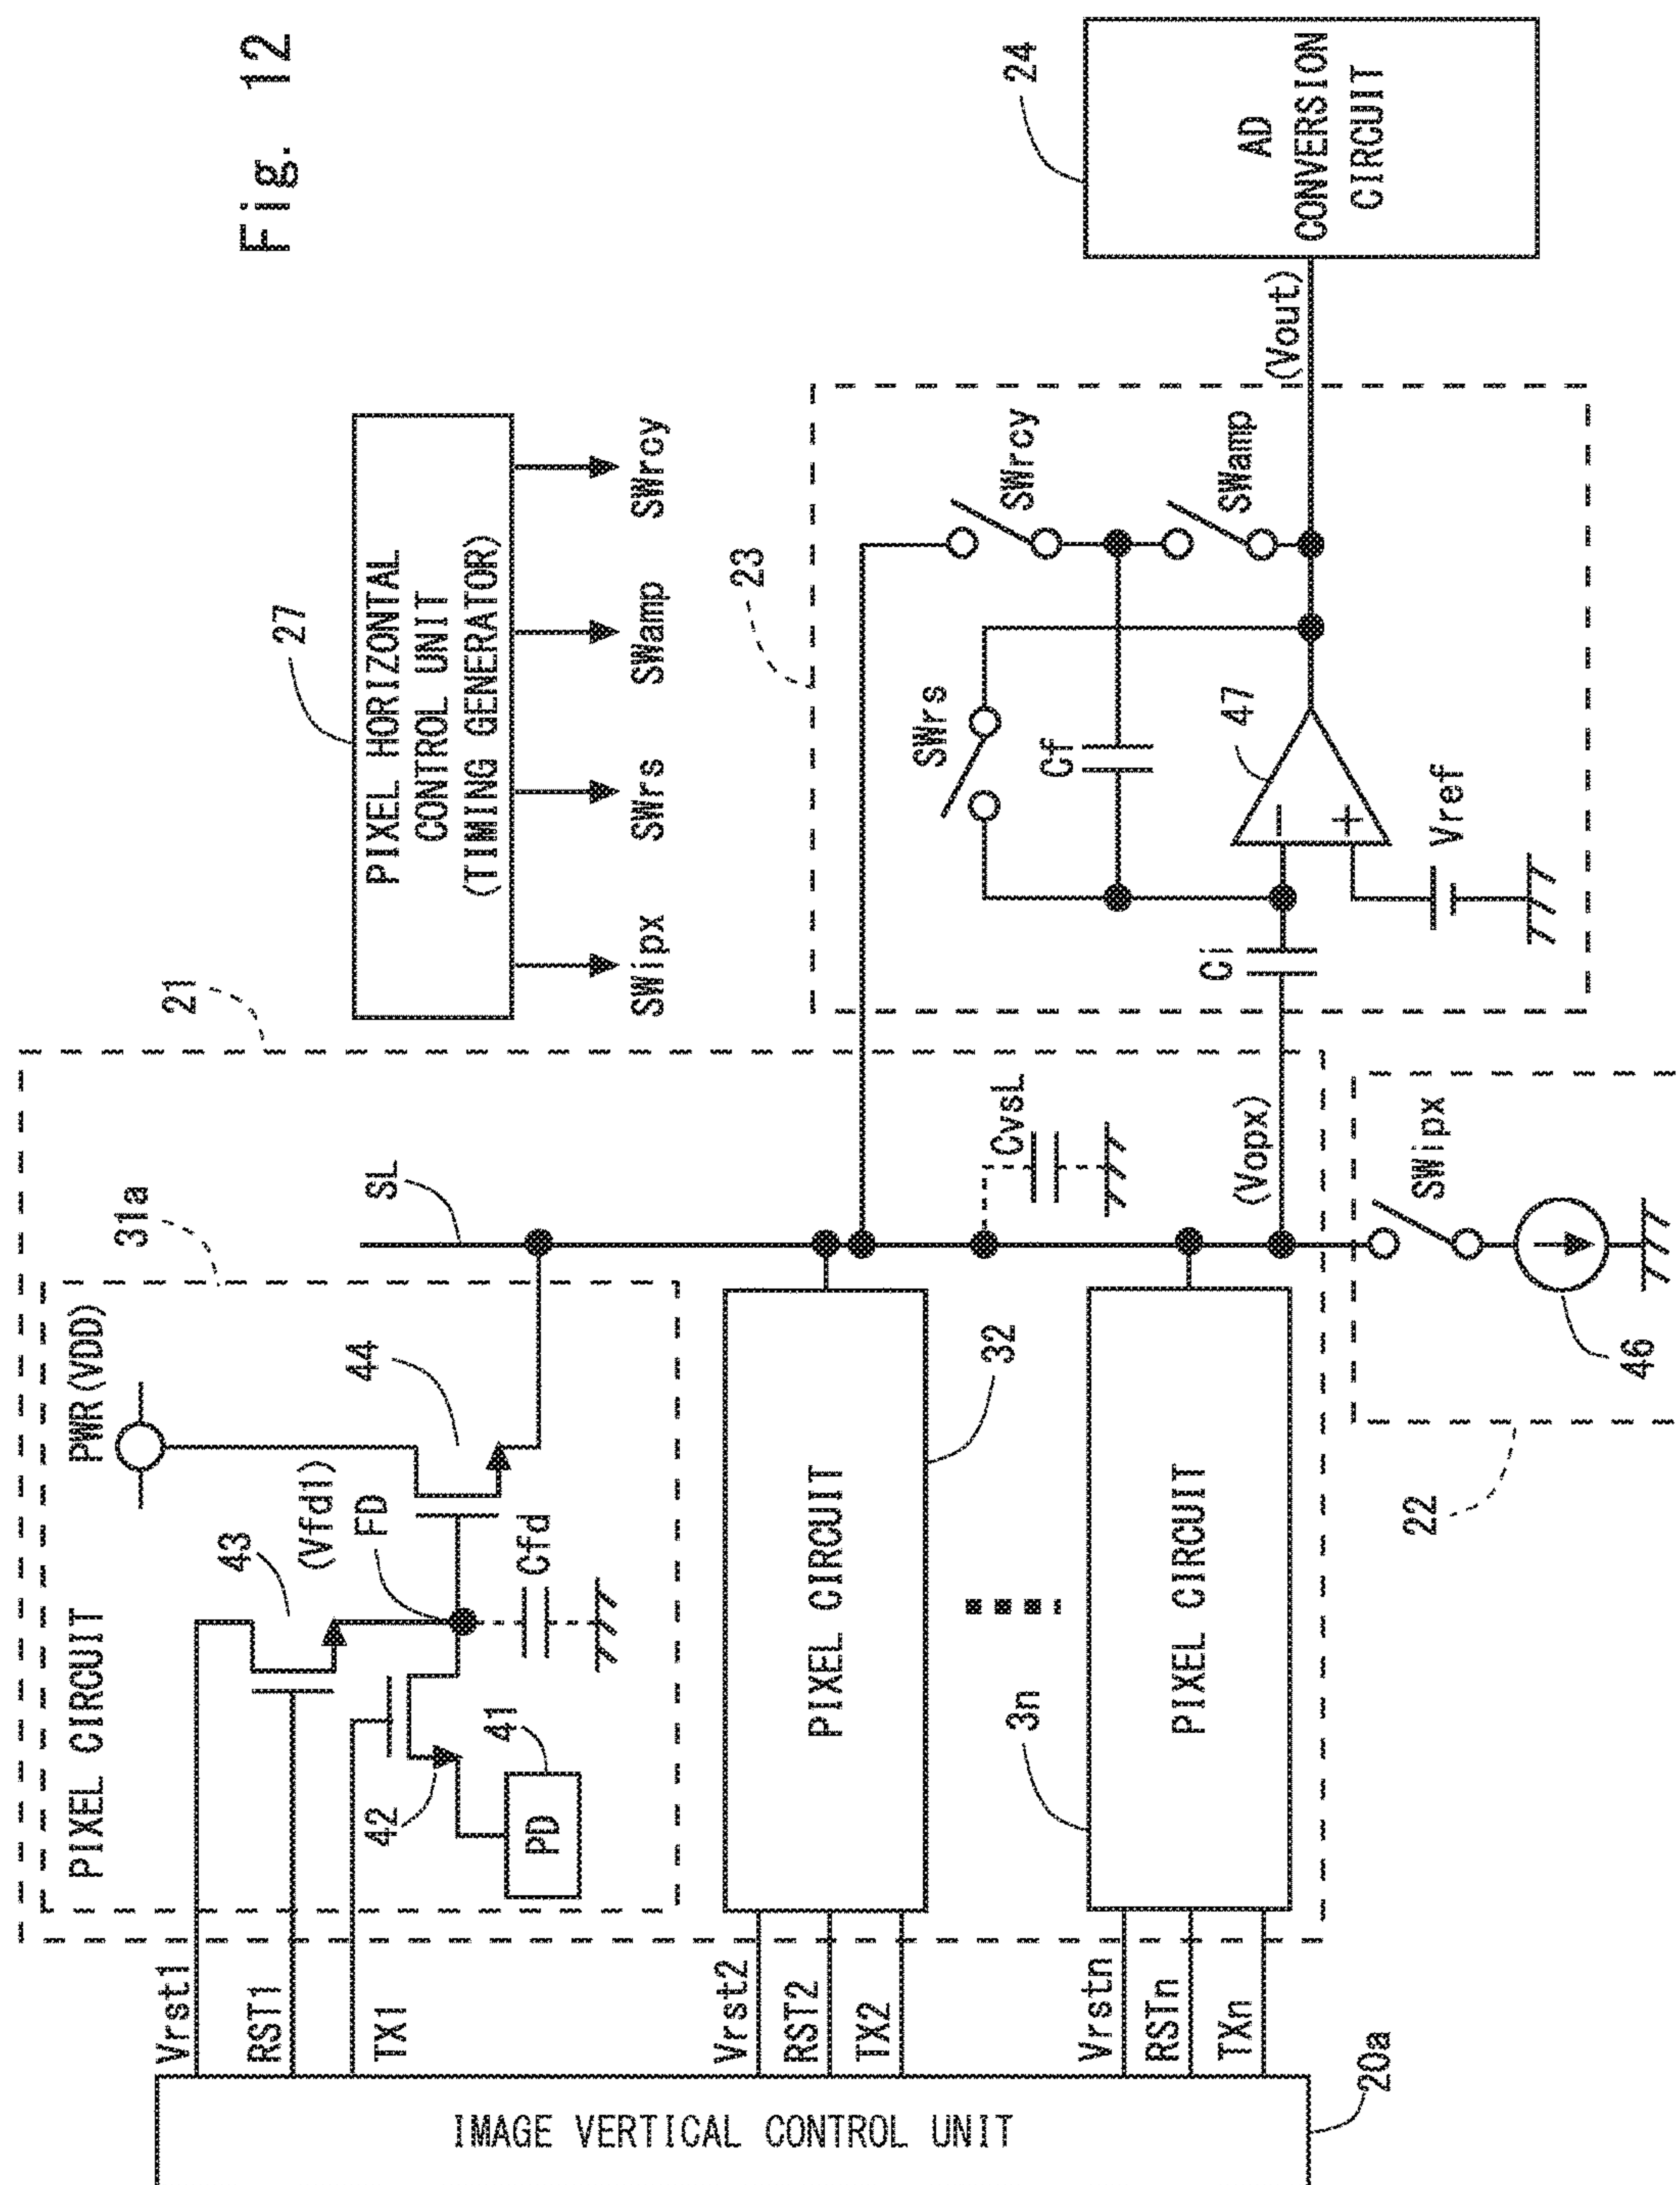 Fig. 12
21
31a
PIXEL CIRCUIT
PWR(VDD)
43
(Vfd1)
FD
44
SL
Cfd
42
41
PD
Vrst1
RST1
TX1
27
PIXEL HORIZONTAL
CONTROL UNIT
(TIMING GENERATOR)
SWipx
SWrs
SWamp
SWrcy
Vrst2
RST2
TX2
PIXEL CIRCUIT
32
CvsL
23
SWrs
SWrcy
Cf
SWamp
Ci
47
−
+
Vref
(Vout)
24
AD
CONVERSION
CIRCUIT
Vrstn
RSTn
TXn
3n
PIXEL CIRCUIT
(Vopx)
SWipx
46
22
IMAGE VERTICAL CONTROL UNIT
20a